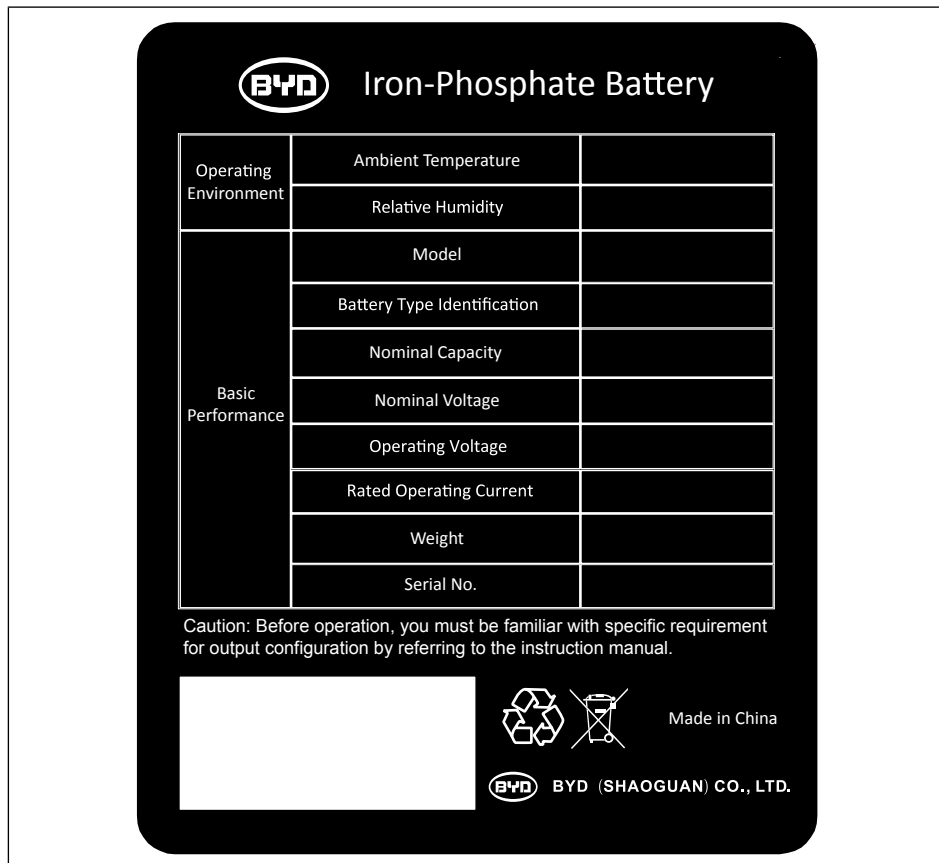 BYD Iron-Phosphate Battery
Operating
Environment
Ambient Temperature
Relative Humidity
Basic
Performance
Model
Battery Type Identification
Nominal Capacity
Nominal Voltage
Operating Voltage
Rated Operating Current
Weight
Serial No.
Caution: Before operation, you must be familiar with specific requirement
for output configuration by referring to the instruction manual.
Made in China
BYD BYD (SHAOGUAN) CO., LTD.